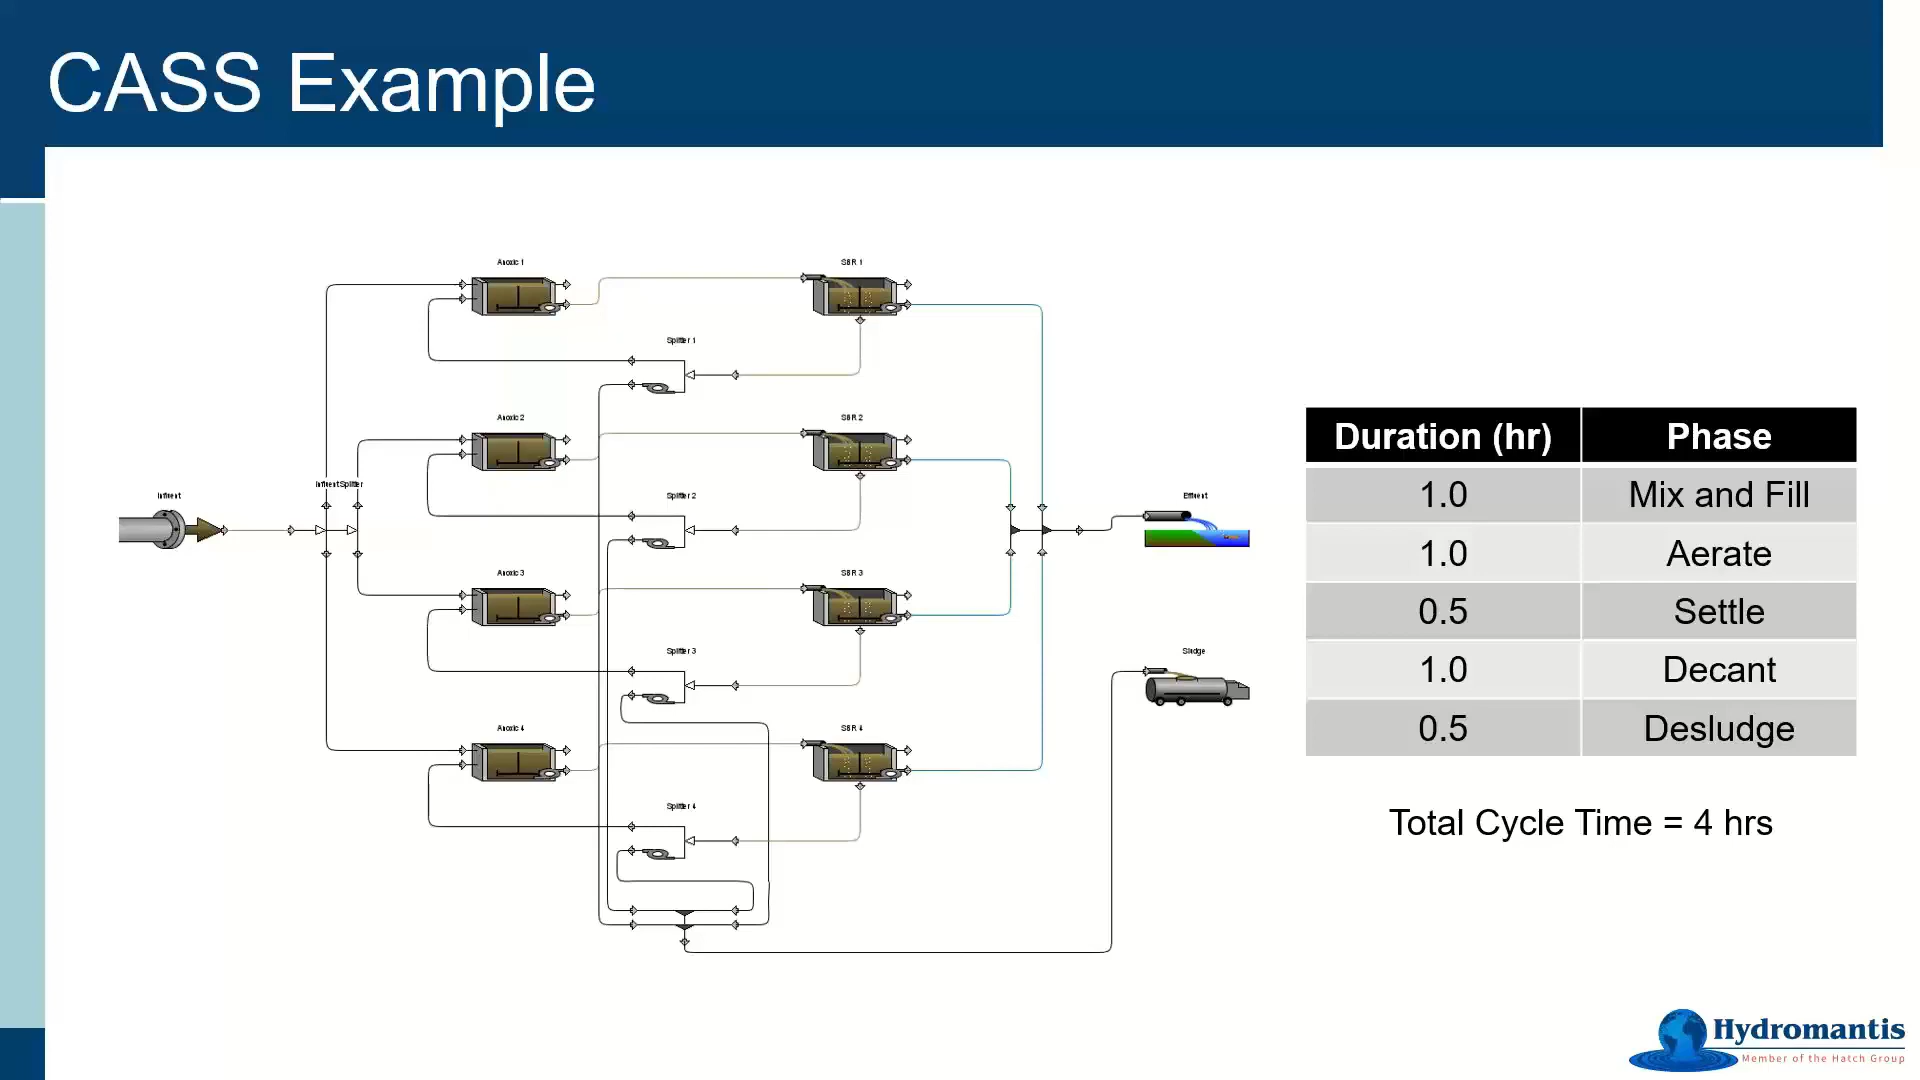 CASS Example
Anoxic 1
SBR 1
Splitter 1
Anoxic 2
SBR 2
Influent Splitter
Influent
Splitter 2
Effluent
Anoxic 3
SBR 3
Splitter 3
Sludge
Anoxic 4
SBR 4
Splitter 4
Duration (hr) Phase
1.0 Mix and Fill
1.0 Aerate
0.5 Settle
1.0 Decant
0.5 Desludge
Total Cycle Time = 4 hrs
Hydromantis
Member of the Hatch Group